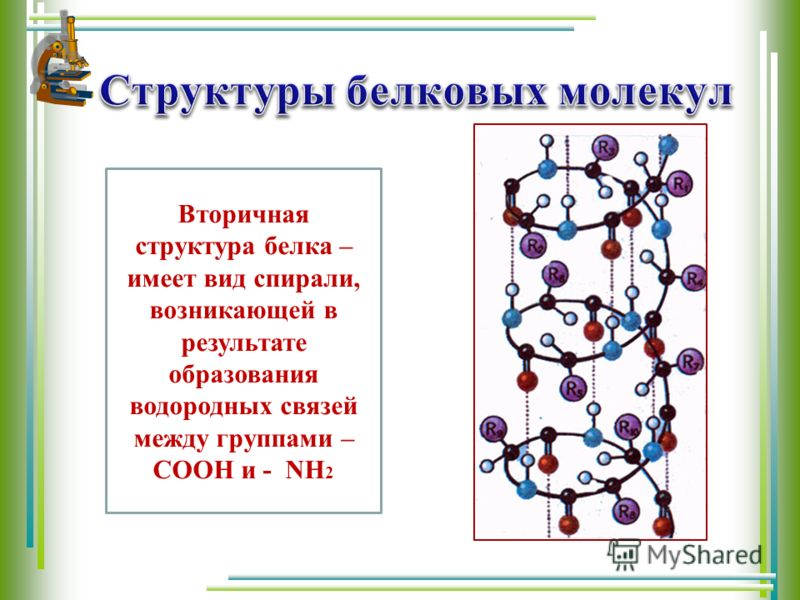 Структуры белковых молекул
Вторичная
структура белка –
имеет вид спирали,
возникающей в
результате
образования
водородных связей
между группами –
COOH и - NH2
R3
R1
R2
R6
R4
R7
R5
R9
R10
R8
MyShared